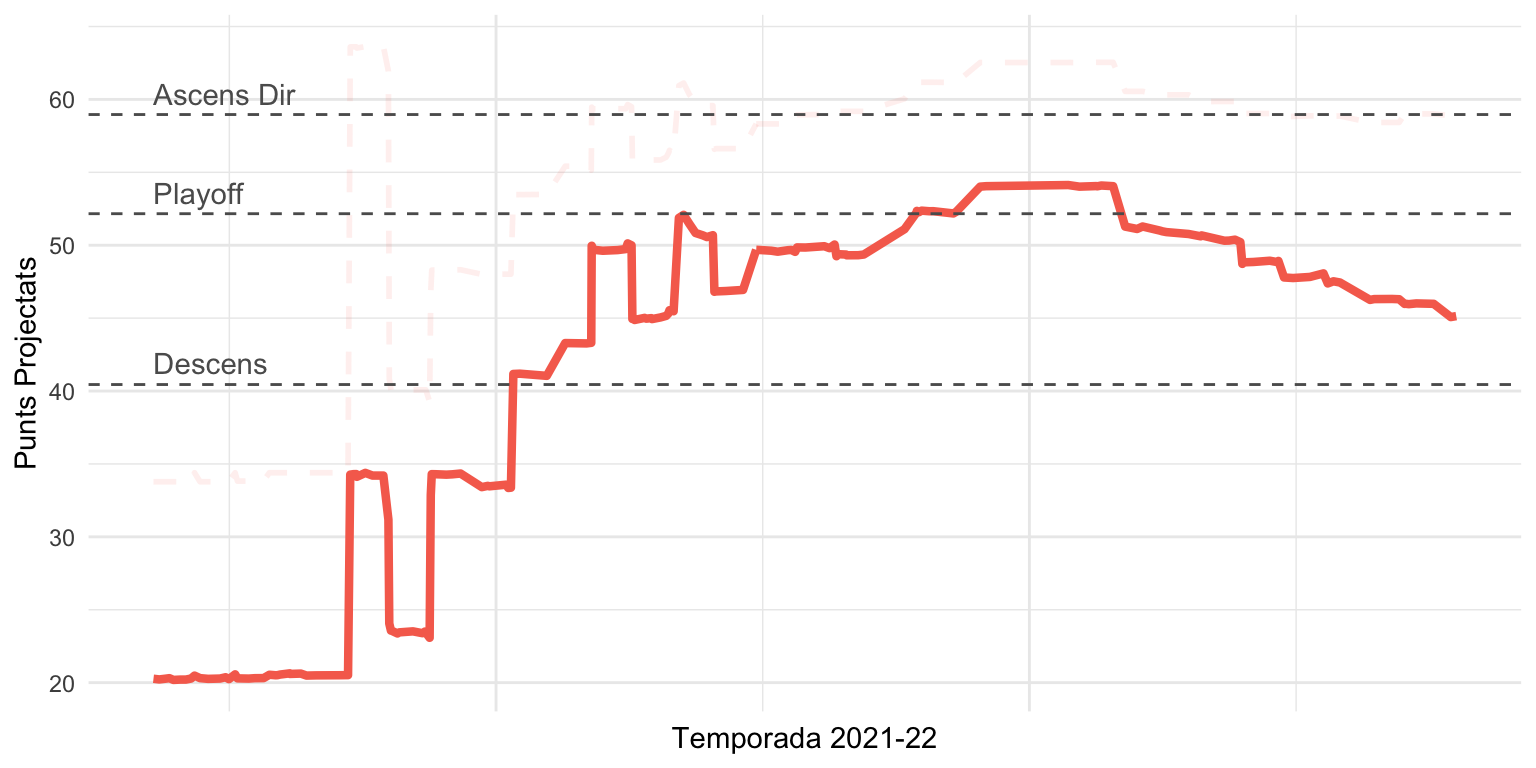 60
50
40
30
20
Punts Projectats
Ascens Dir
Playoff
Descens
Temporada 2021-22